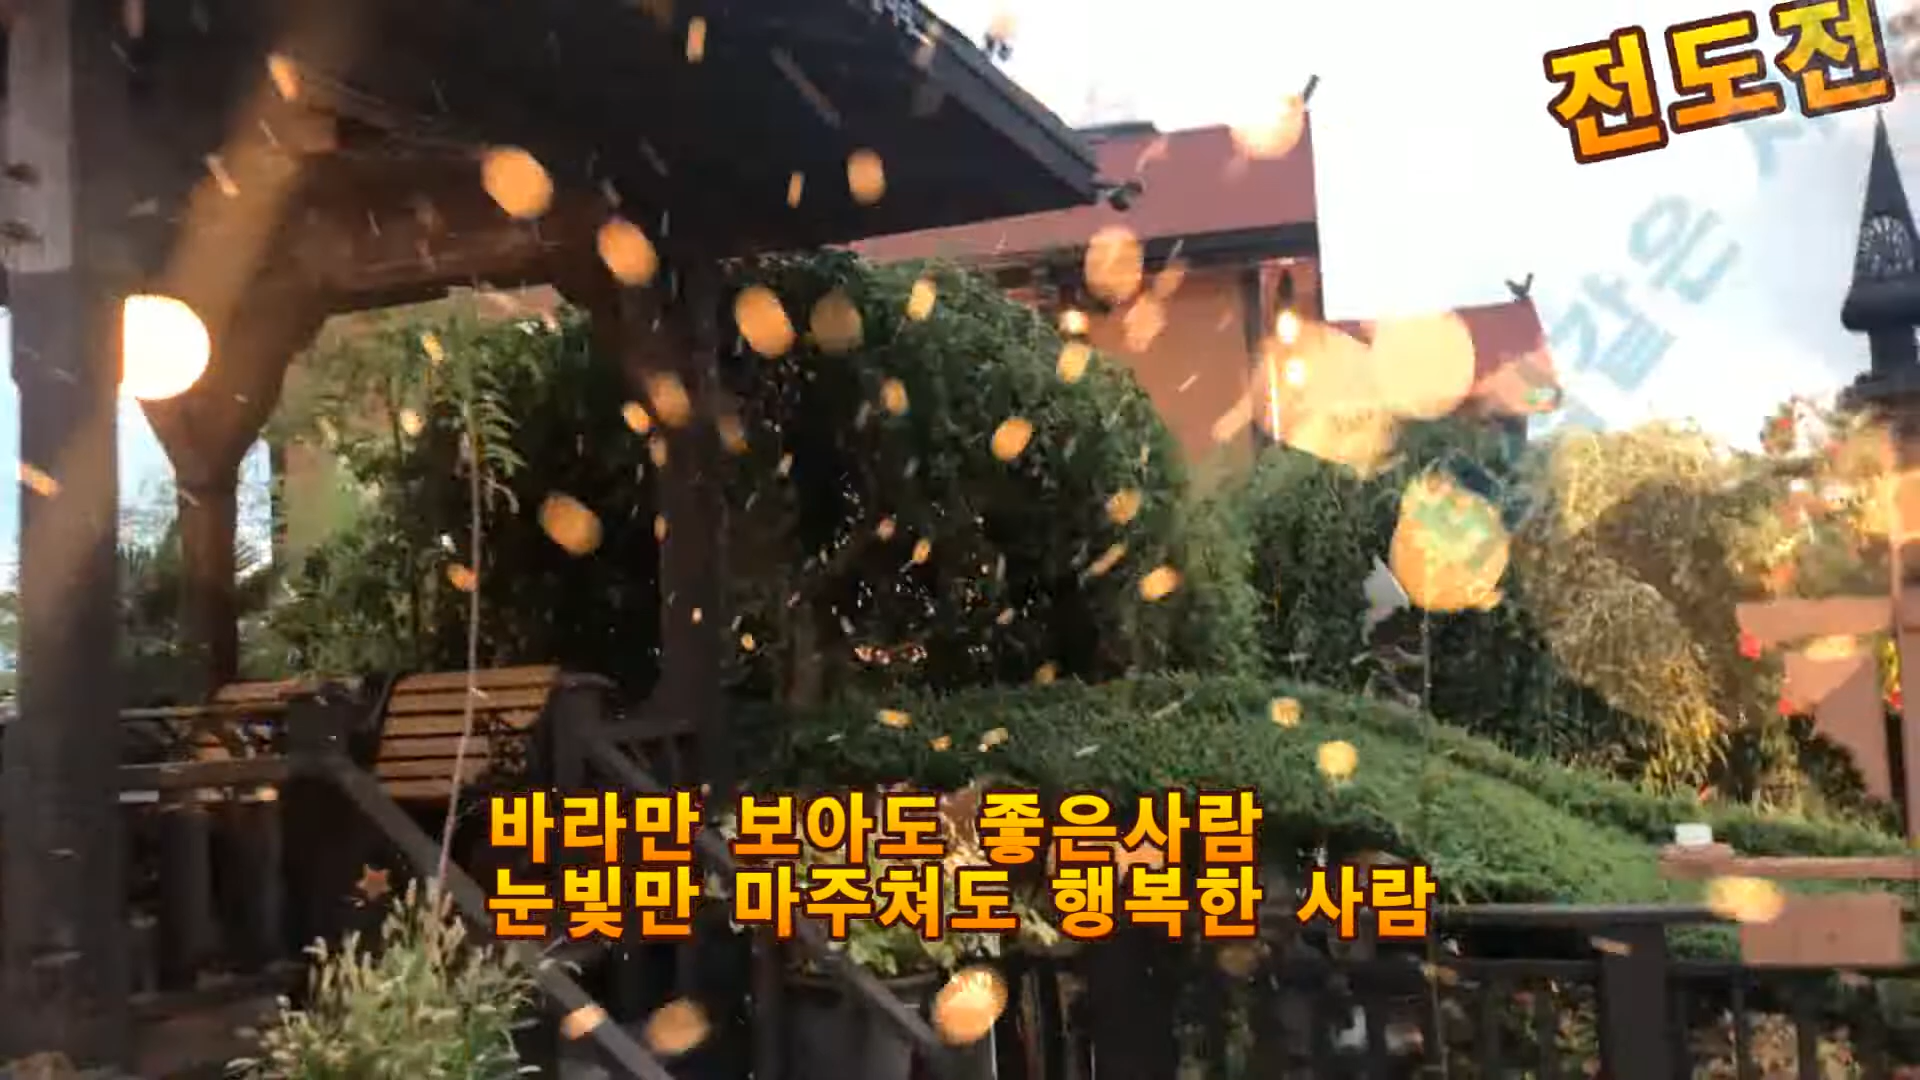 전도전
바라만 보아도 좋은사람
눈빛만 마주쳐도 행복한 사람